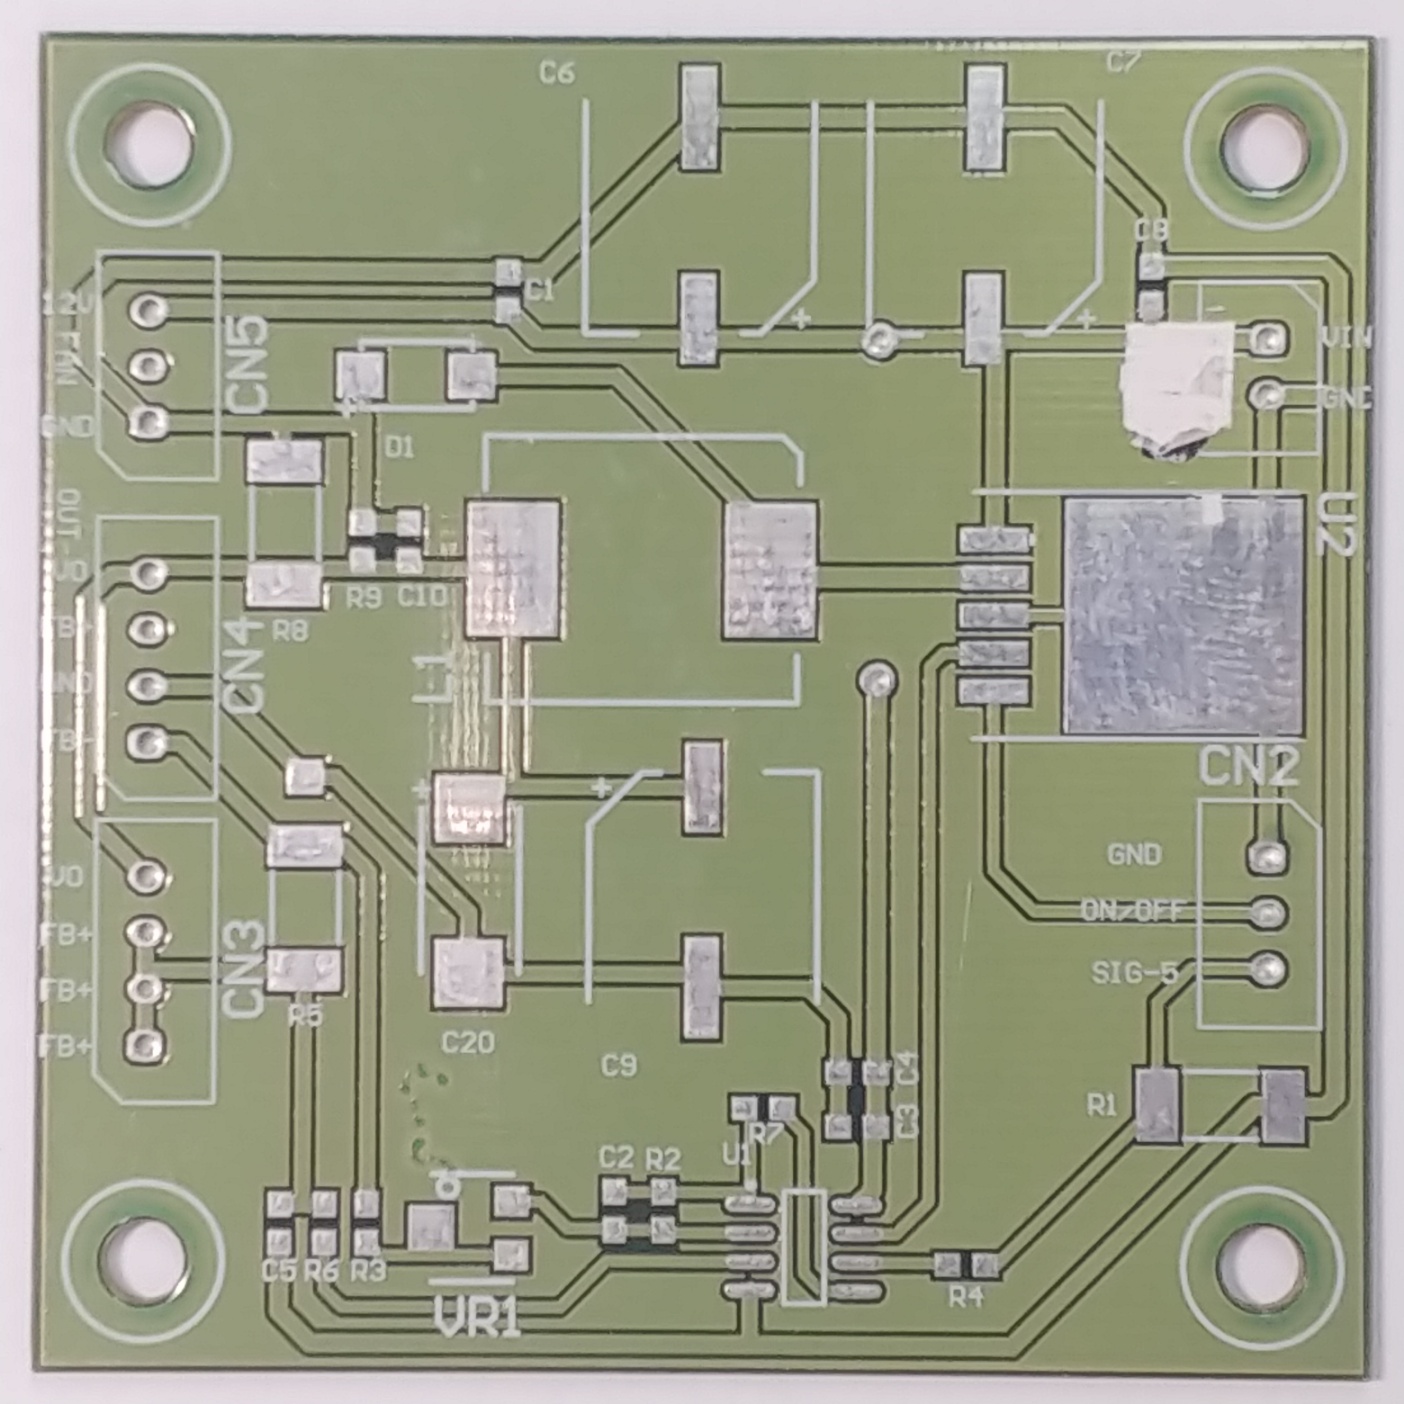 C6
C7
C8
12V
FAN
GND
C1
CN5
VIN
GND
D1
OUT-
VO
FB+
GND
FB-
R9
C10
R8
CN4
L1
U2
CN2
+
+
+
+
VO
FB+
FB+
FB+
CN3
R5
C20
C9
GND
ON/OFF
SIG-5
C4
C3
R1
R7
U1
C2
R2
C5
R6
R3
VR1
R4